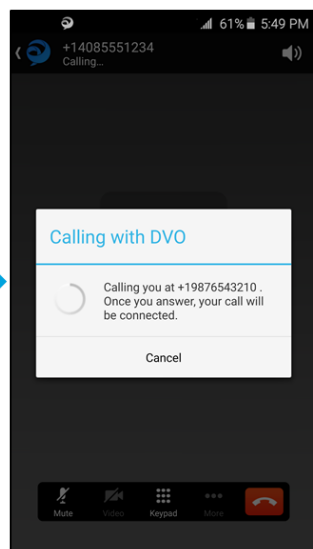 61% 5:49 PM
+14085551234
Calling...
Calling with DVO
Calling you at +19876543210 .
Once you answer, your call will
be connected.
Cancel
Mute Video Keypad More